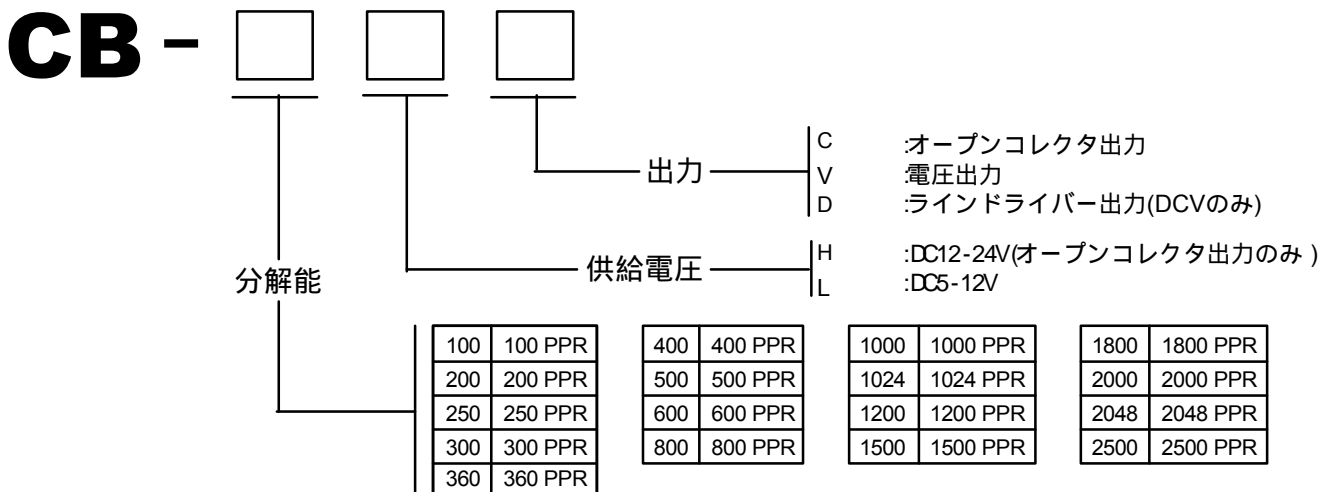 CB -
C :オープンコレクタ出力
出力 V :電圧出力
D :ラインドライバー出力(DCVのみ)
H :DC12-24V(オープンコレクタ出力のみ )
供給電圧
L :DC5-12V
分解能
100 100 PPR 400 400 PPR 1000 1000 PPR 1800 1800 PPR
200 200 PPR 500 500 PPR 1024 1024 PPR 2000 2000 PPR
250 250 PPR 600 600 PPR 1200 1200 PPR 2048 2048 PPR
300 300 PPR 800 800 PPR 1500 1500 PPR 2500 2500 PPR
360 360 PPR